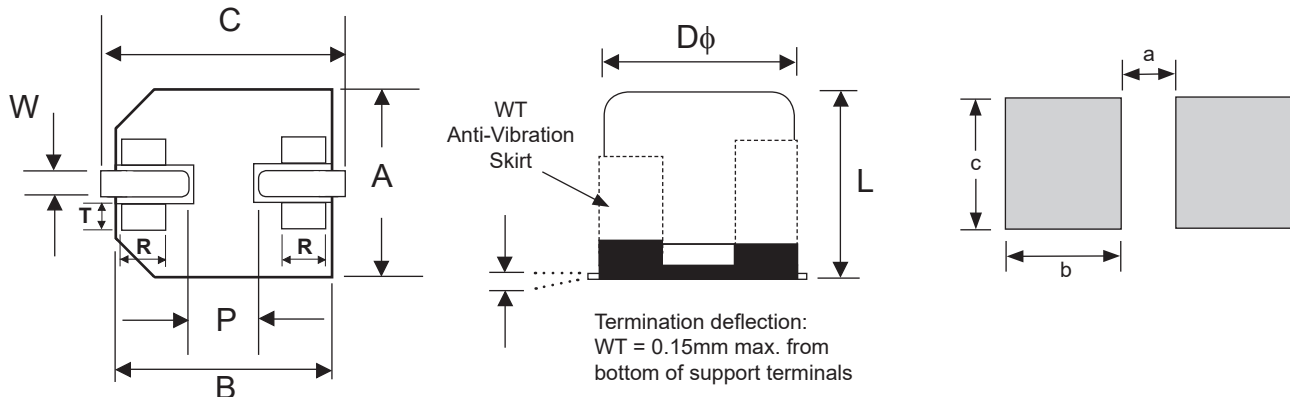 C
W
A
T
R
R
P
B
Dϕ
WT
Anti-Vibration
Skirt
L
Termination deflection:
WT = 0.15mm max. from
bottom of support terminals
a
c
b